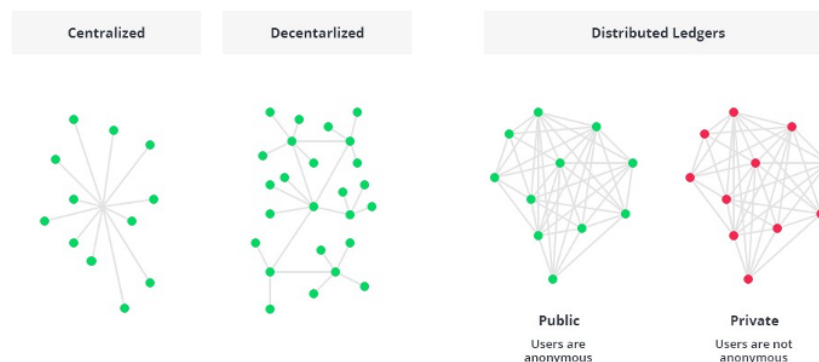 Centralized
Decentarlized
Distributed Ledgers
Public
Private
Users are
anonymous
Users are not
anonymous